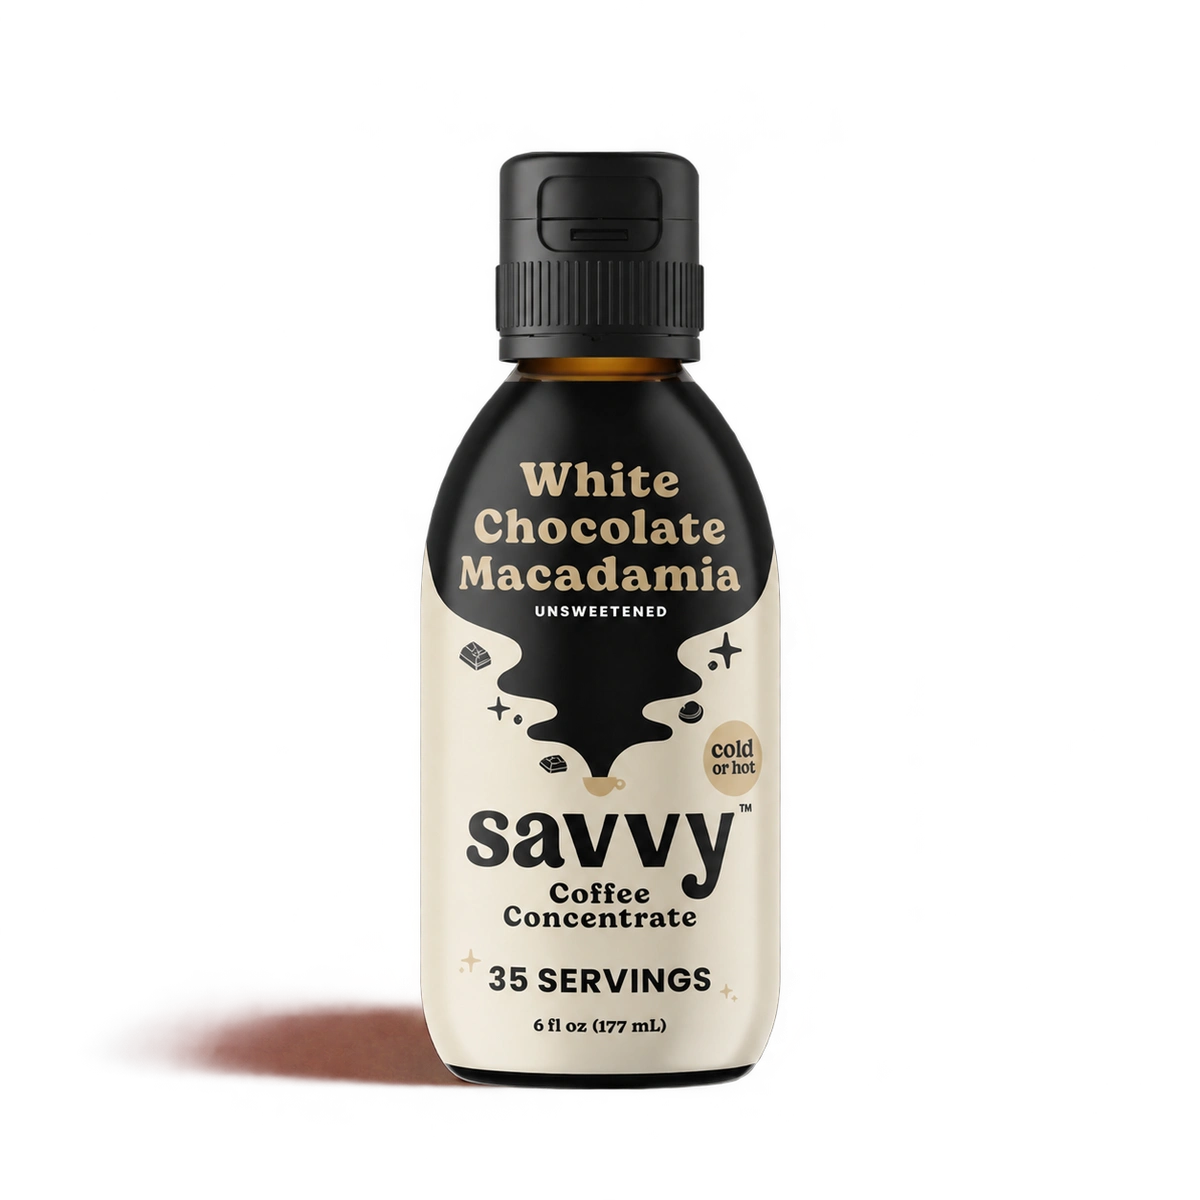 White
Chocolate
Macadamia
UNSWEETENED
cold
or hot
savvy™
Coffee
Concentrate
35 SERVINGS
6 fl oz (177 mL)